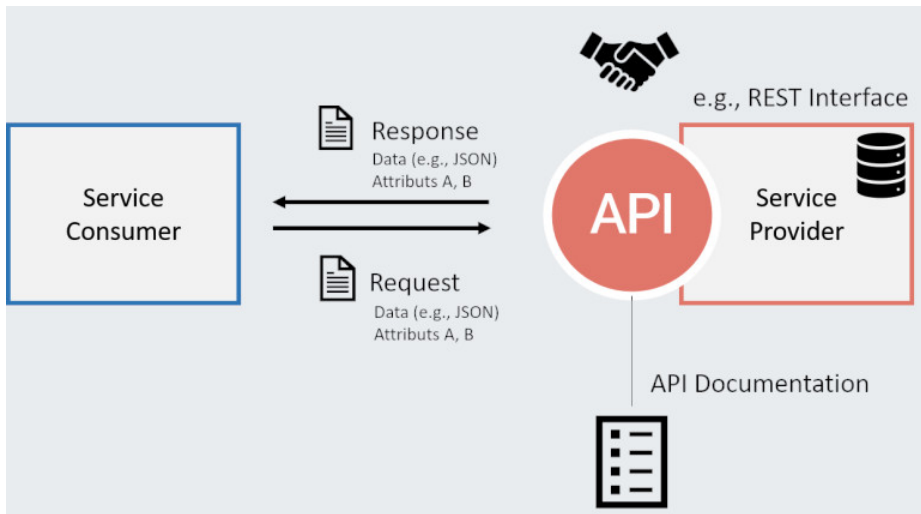 e.g., REST Interface
Response
Data (e.g., JSON)
Attributs A, B
Service
Consumer
API
Service
Provider
Request
Data (e.g., JSON)
Attributs A, B
API Documentation